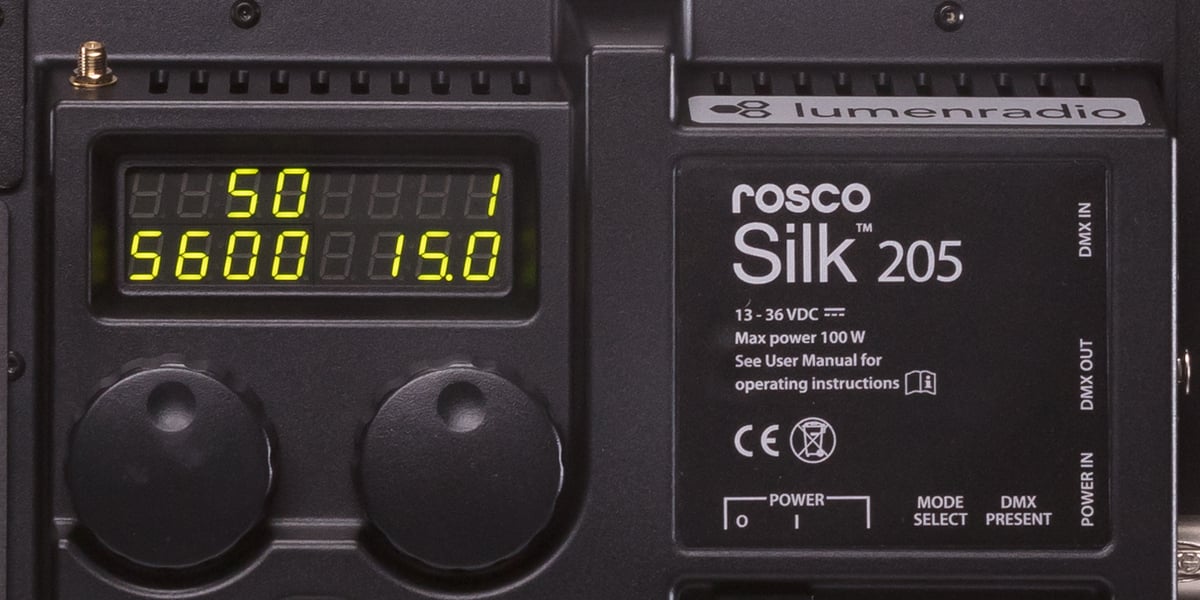 50 1
5600 15.0
lumenradio
rosco
Silk™ 205
13 - 36 VDC
Max power 100 W
See User Manual for
operating instructions
CE
POWER
O I
MODE
SELECT
DMX
PRESENT
DMX IN
DMX OUT
POWER IN